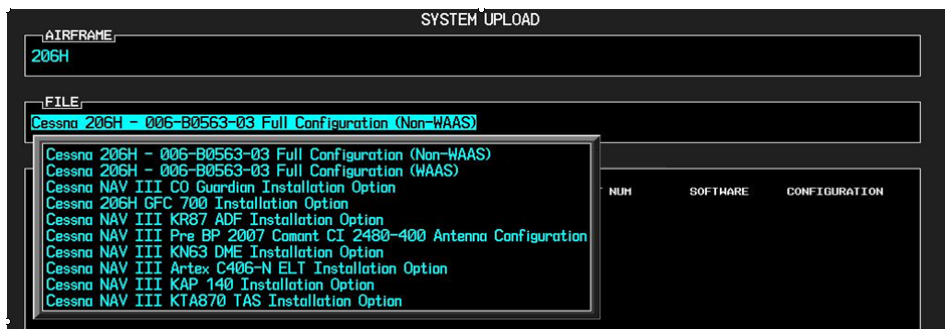 SYSTEM UPLOAD
AIRFRAME
206H
FILE
Cessna 206H - 006-B0563-03 Full Configuration (Non-WAAS)
Cessna 206H - 006-B0563-03 Full Configuration (Non-WAAS)
Cessna 206H - 006-B0563-03 Full Configuration (WAAS)
Cessna NAV III CO Guardian Installation Option
Cessna 206H GFC 700 Installation Option
Cessna NAV III KR87 ADF Installation Option
Cessna NAV III Pre BP 2007 Comant CI 2480-400 Antenna Configuration
Cessna NAV III KN63 DME Installation Option
Cessna NAV III Artex C406-N ELT Installation Option
Cessna NAV III KAP 140 Installation Option
Cessna NAV III KTA870 TAS Installation Option
NUM SOFTWARE CONFIGURATION